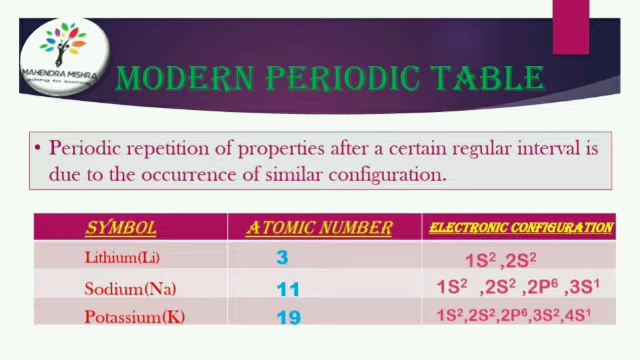 MAHENDRA MISHRA
MODERN PERIODIC TABLE
• Periodic repetition of properties after a certain regular interval is
due to the occurrence of similar configuration.
SYMBOL ATOMIC NUMBER ELECTRONIC CONFIGURATION
Lithium(Li) 3 1S² ,2S²
Sodium(Na) 11 1S² ,2S² ,2P⁶ ,3S¹
Potassium(K) 19 1S²,2S²,2P⁶,3S²,4S¹